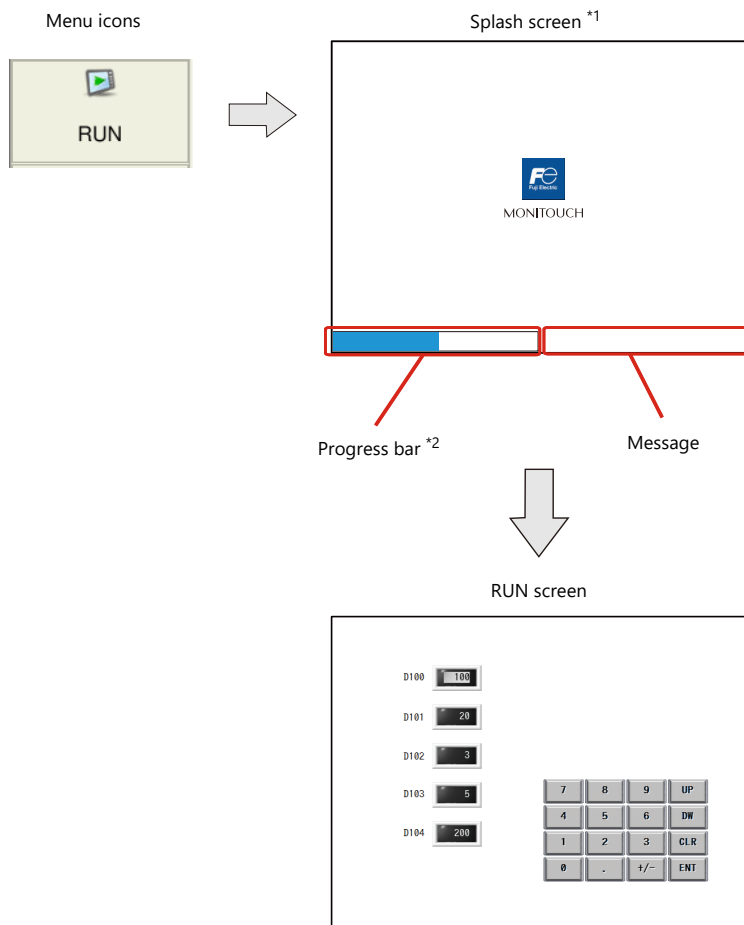 Menu icons
Splash screen *1
RUN
Fe
Fuji Electric
MONITOUCH
Progress bar *2
Message
RUN screen
D100 100
D101 20
D102 3
D103 5
D104 200
7 8 9 UP
4 5 6 DW
1 2 3 CLR
0 . +/- ENT